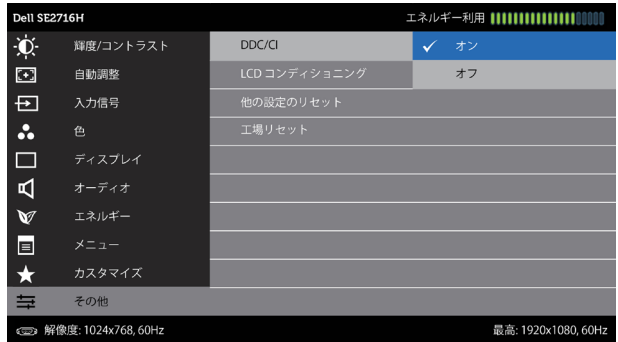 Dell SE2716H エネルギー利用
輝度/コントラスト DDC/CI ✓ オン
自動調整 LCD コンディショニング オフ
入力信号 他の設定のリセット
色 工場リセット
ディスプレイ
オーディオ
エネルギー
メニュー
カスタマイズ
その他
解像度: 1024x768, 60Hz 最高: 1920x1080, 60Hz